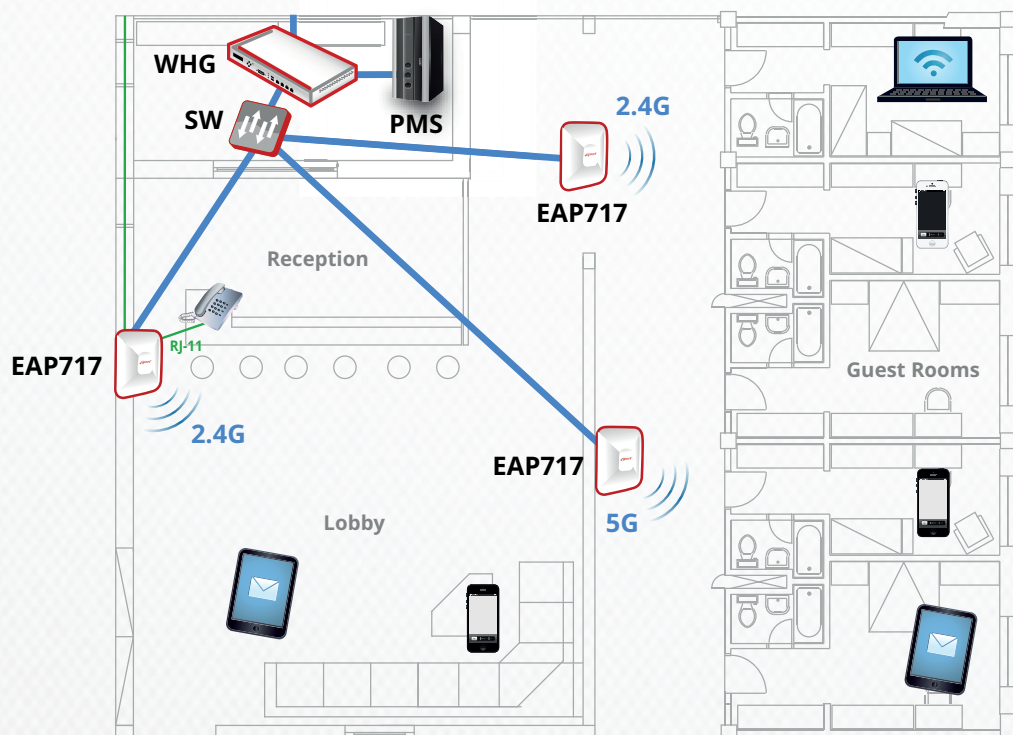 WHG
SW
PMS
2.4G
EAP717
Reception
RJ-11
EAP717
2.4G
Guest Rooms
EAP717
5G
Lobby